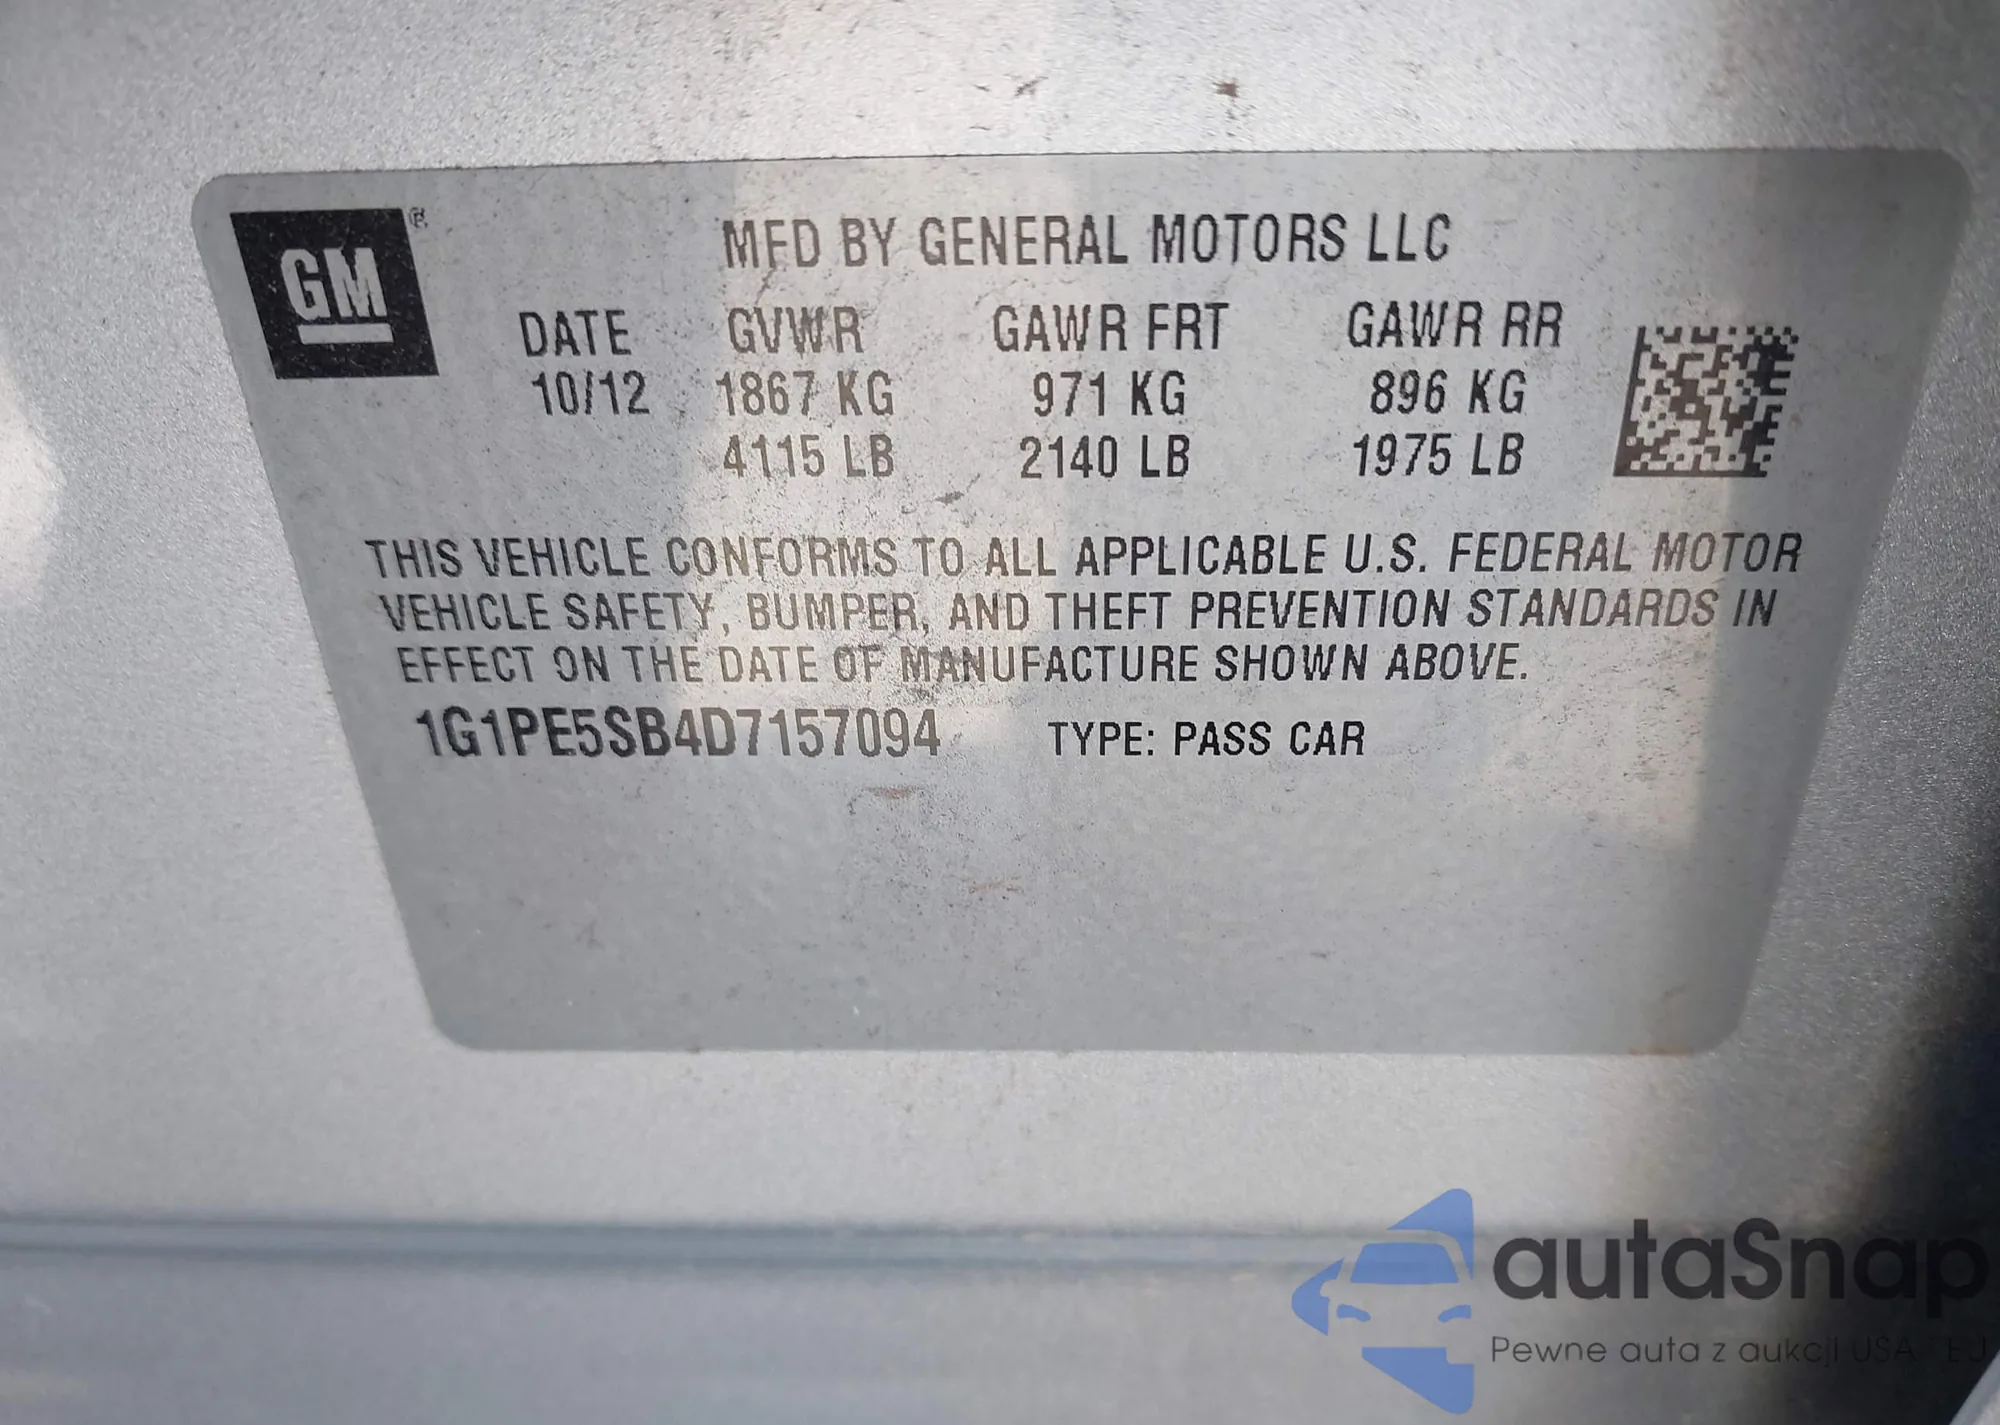 GM ®
MFD BY GENERAL MOTORS LLC
DATE GVWR GAWR FRT GAWR RR
10/12 1867 KG 971 KG 896 KG
4115 LB 2140 LB 1975 LB
THIS VEHICLE CONFORMS TO ALL APPLICABLE U.S. FEDERAL MOTOR
VEHICLE SAFETY, BUMPER, AND THEFT PREVENTION STANDARDS IN
EFFECT ON THE DATE OF MANUFACTURE SHOWN ABOVE.
1G1PE5SB4D7157094 TYPE: PASS CAR
autaSnap
Pewne auta z aukcji USA